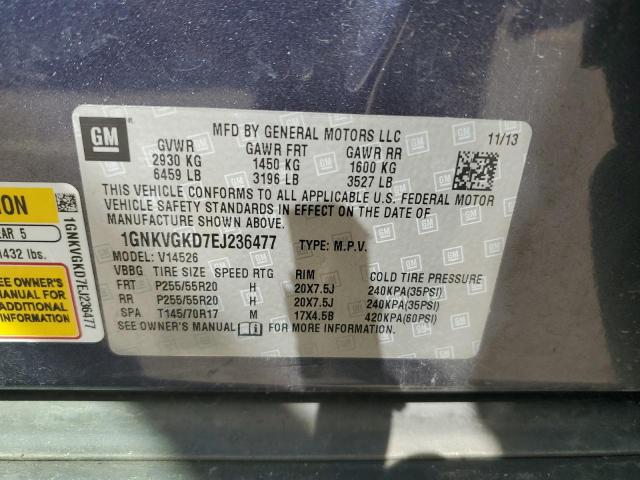 GM
MFD BY GENERAL MOTORS LLC
11/13
GVWR GAWR FRT GAWR RR
2930 KG 1450 KG 1600 KG
6459 LB 3196 LB 3527 LB
THIS VEHICLE CONFORMS TO ALL APPLICABLE U.S. FEDERAL MOTOR
VEHICLE SAFETY STANDARDS IN EFFECT ON THE DATE OF
MANUFACTURE SHOWN ABOVE.
1GNKVGKD7EJ236477 TYPE: M.P.V.
MODEL: V14526
VBBG TIRE SIZE SPEED RTG RIM COLD TIRE PRESSURE
FRT P255/55R20 H 20X7.5J 240KPA(35PSI)
RR P255/55R20 H 20X7.5J 240KPA(35PSI)
SPA T145/70R17 M 17X4.5B 420KPA(60PSI)
SEE OWNER'S MANUAL FOR MORE INFORMATION.
EAR 5
1432 lbs.
SEE OWNER'S
MANUAL FOR
ADDITIONAL
INFORMATION
1GNKVGKD7EJ236477